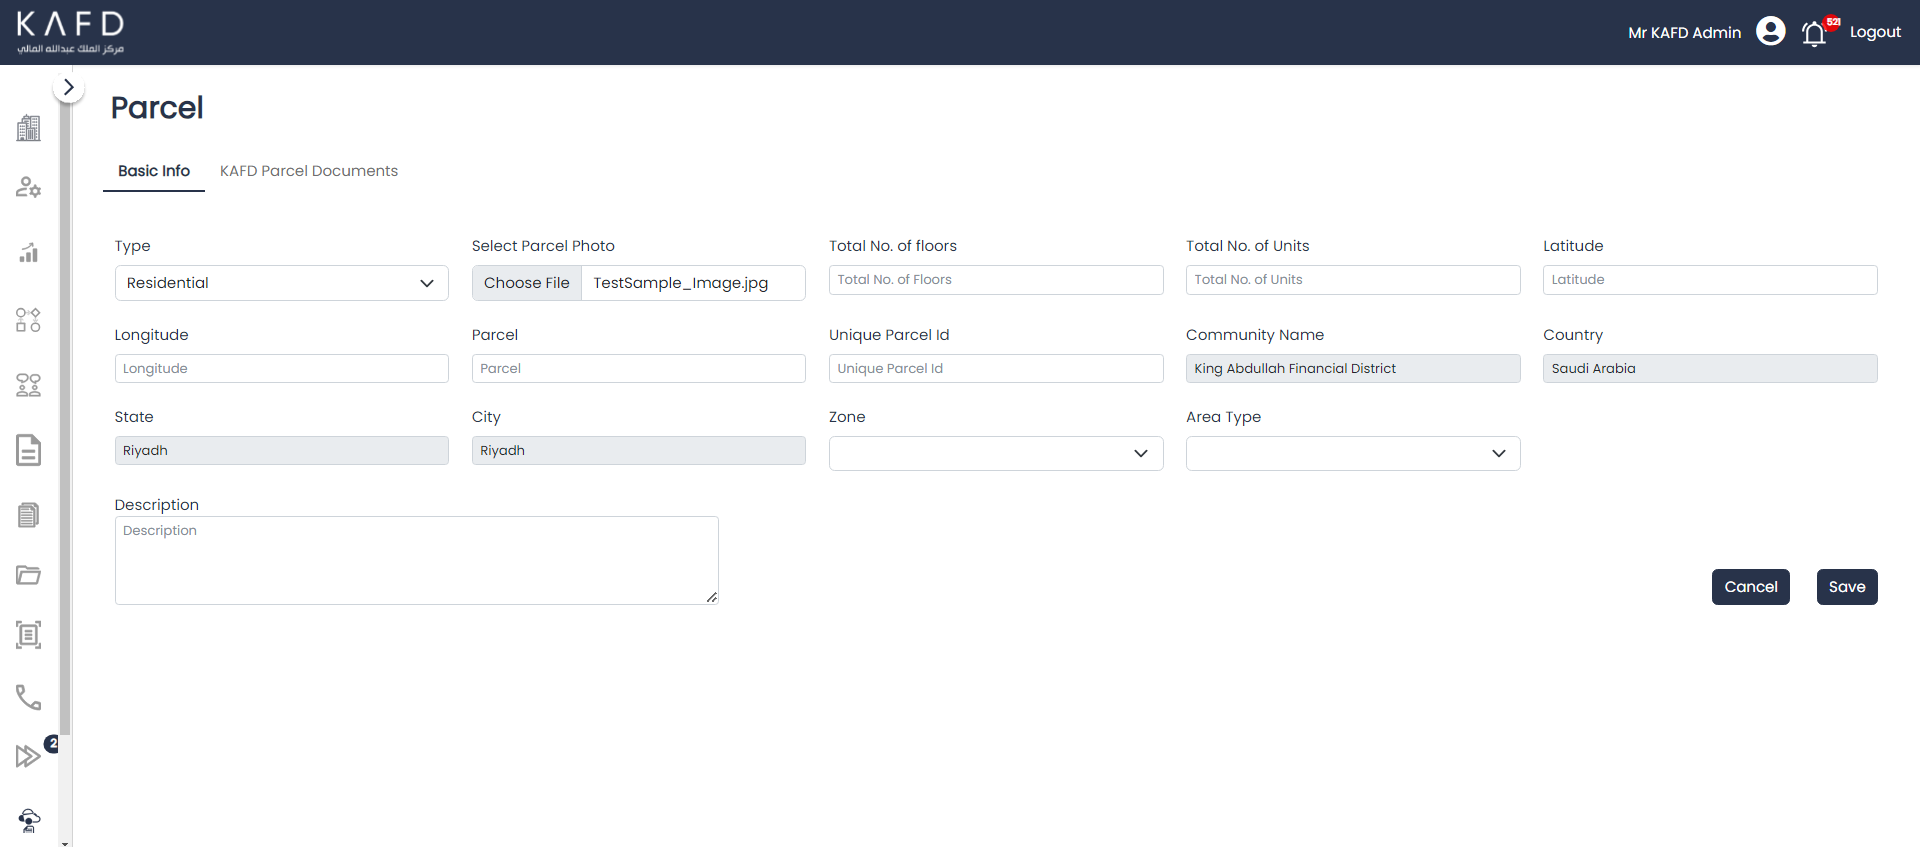 KAFD
مركز الملك عبدالله المالي
Mr KAFD Admin
521
Logout
Parcel
Basic Info
KAFD Parcel Documents
Type
Select Parcel Photo
Total No. of floors
Total No. of Units
Latitude
Residential
Choose File
TestSample_Image.jpg
Total No. of Floors
Total No. of Units
Latitude
Longitude
Parcel
Unique Parcel Id
Community Name
Country
Longitude
Parcel
Unique Parcel Id
King Abdullah Financial District
Saudi Arabia
State
City
Zone
Area Type
Riyadh
Riyadh
Description
Description
Cancel
Save
2